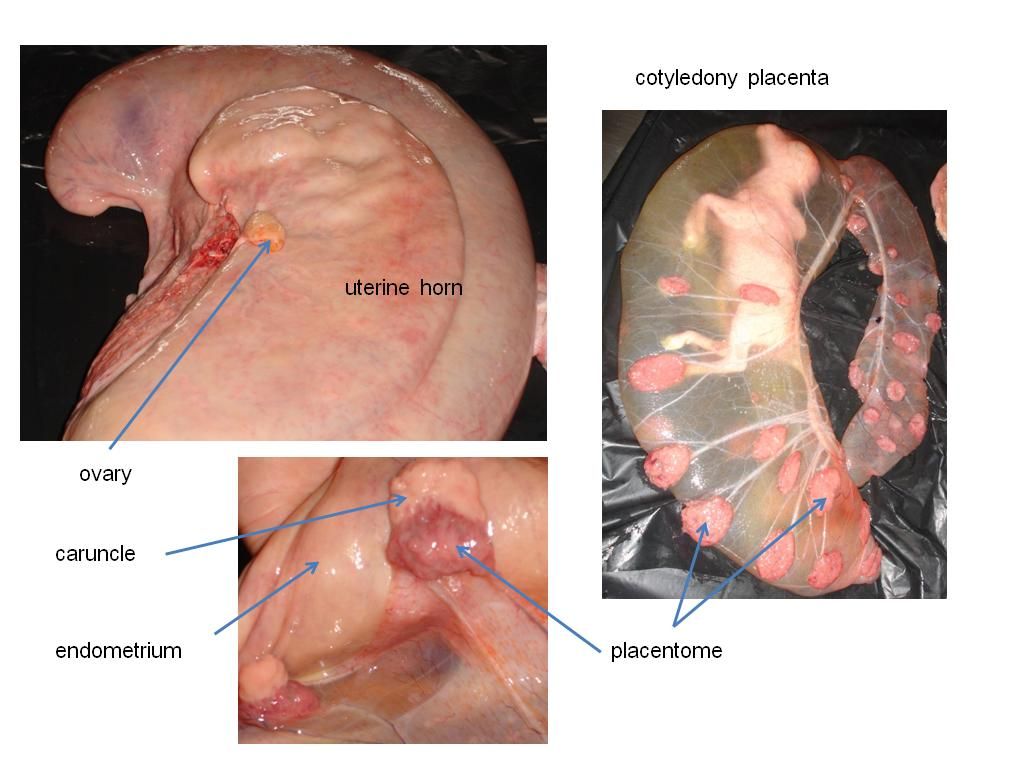 cotyledony placenta
uterine horn
ovary
caruncle
endometrium
placentome